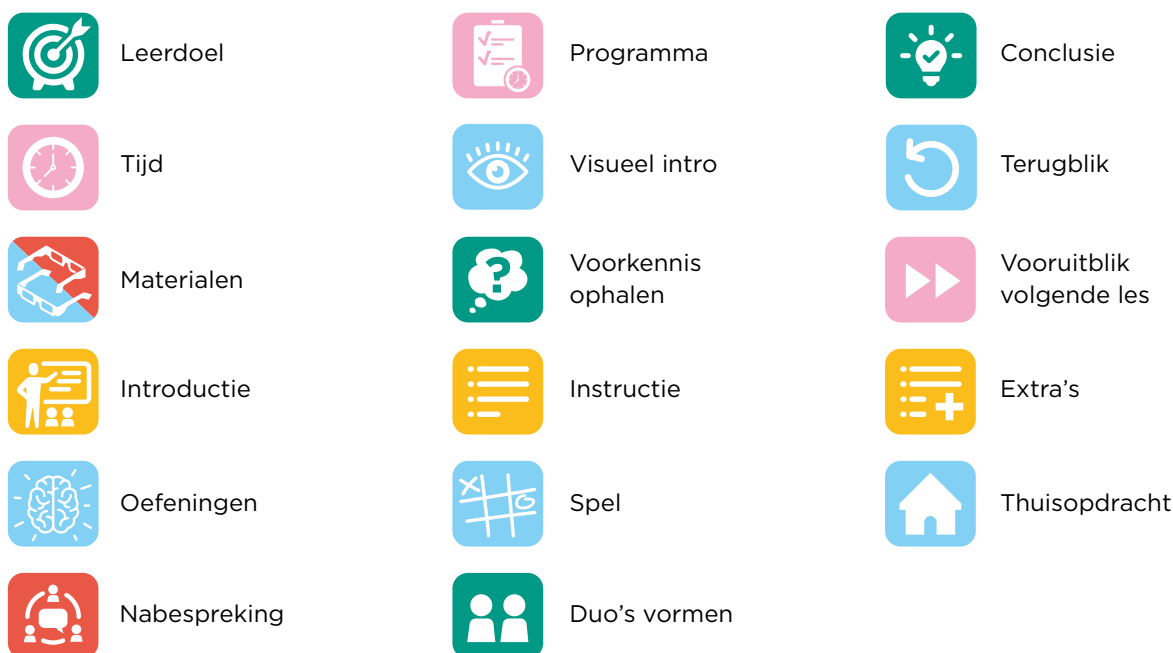 Leerdoel
Tijd
Materialen
Introductie
Oefeningen
Nabespreking
Programma
Visueel intro
Voorkennis
ophalen
Instructie
Spel
Duo's vormen
Conclusie
Terugblik
Vooruitblik
volgende les
Extra's
Thuisopdracht